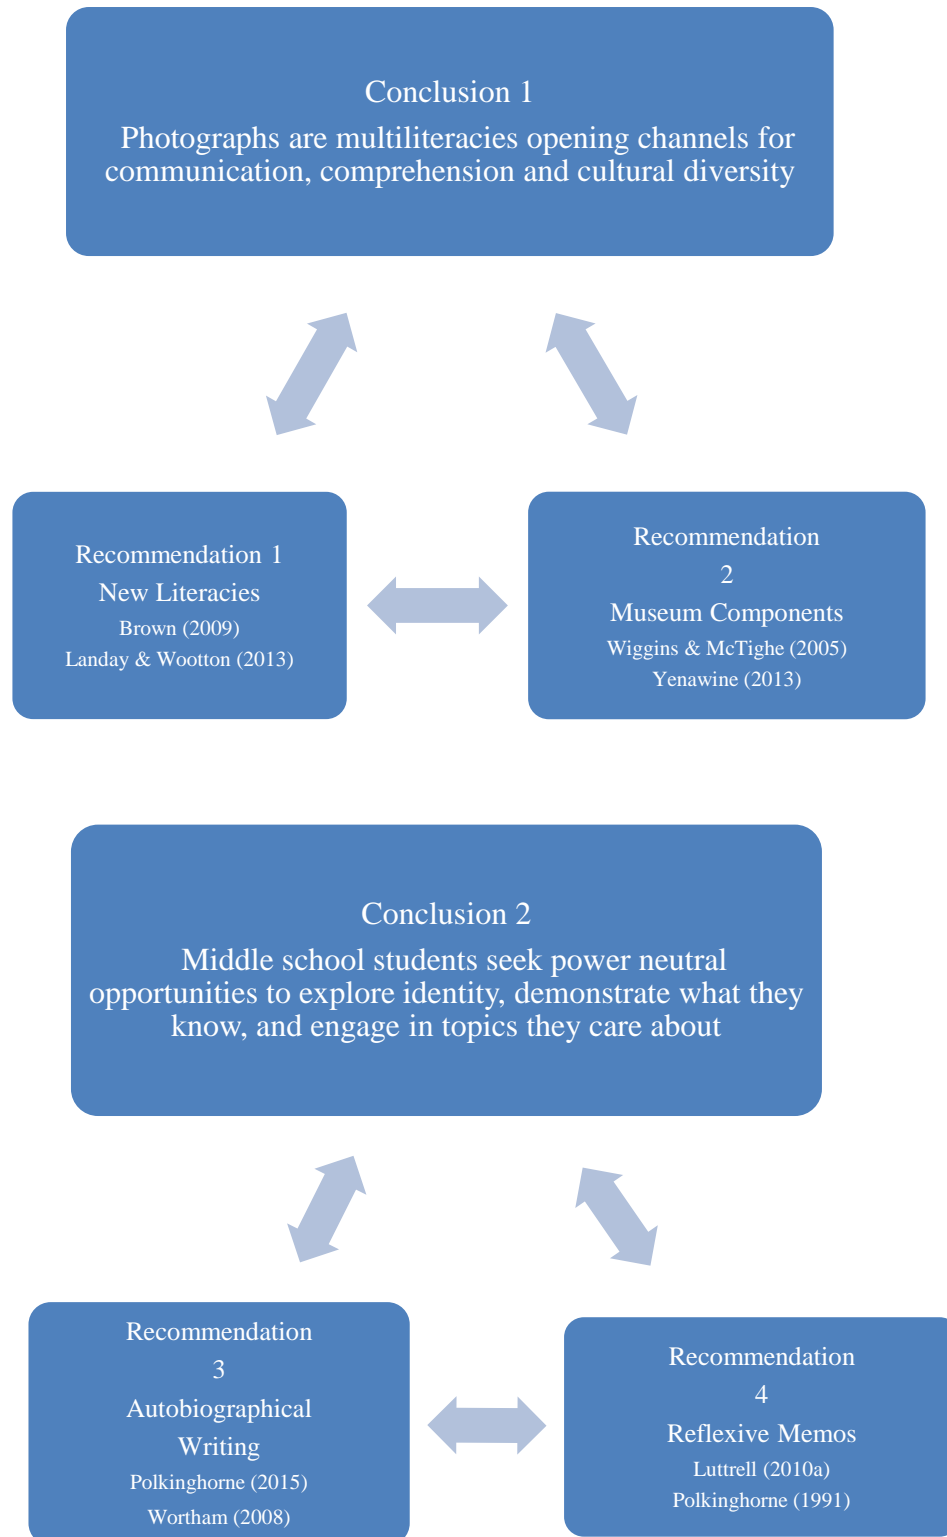 Conclusion 1
Photographs are multiliteracies opening channels for
communication, comprehension and cultural diversity
Recommendation 1
New Literacies
Brown (2009)
Landay & Wootton (2013)
Recommendation
2
Museum Components
Wiggins & McTighe (2005)
Yenawine (2013)
Conclusion 2
Middle school students seek power neutral
opportunities to explore identity, demonstrate what they
know, and engage in topics they care about
Recommendation
3
Autobiographical
Writing
Polkinghorne (2015)
Wortham (2008)
Recommendation
4
Reflexive Memos
Luttrell (2010a)
Polkinghorne (1991)